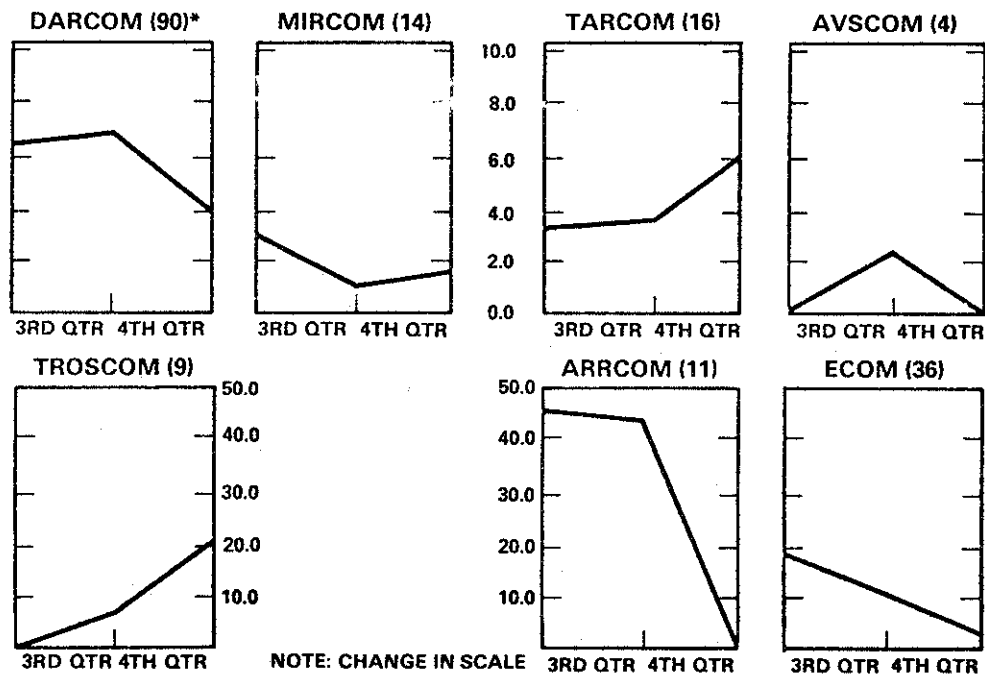 DARCOM (90)*
MIRCOM (14)
TARCOM (16)
AVSCOM (4)
10.0
8.0
6.0
4.0
2.0
0.0
3RD QTR 4TH QTR
3RD QTR 4TH QTR
3RD QTR 4TH QTR
3RD QTR 4TH QTR
TROSCOM (9)
ARRCOM (11)
ECOM (36)
50.0
40.0
30.0
20.0
10.0
50.0
40.0
30.0
20.0
10.0
3RD QTR 4TH QTR
NOTE: CHANGE IN SCALE
3RD QTR 4TH QTR
3RD QTR 4TH QTR